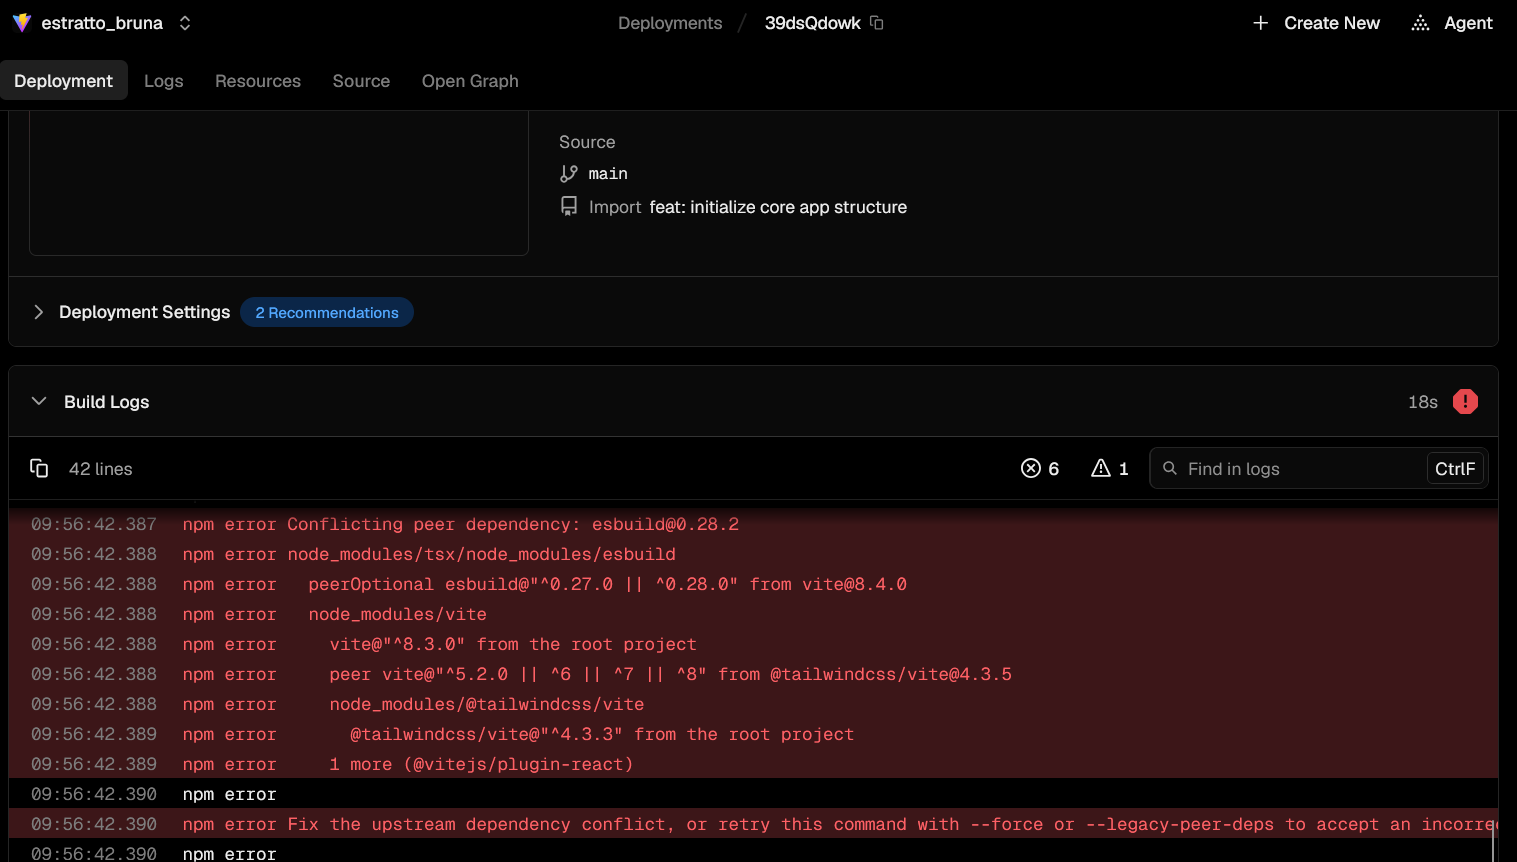 estratto_bruna
Deployments / 39dsQdowk
Create New
Agent
Deployment
Logs
Resources
Source
Open Graph
Source
main
Import feat: initialize core app structure
Deployment Settings
2 Recommendations
Build Logs
18s
42 lines
6
1
Find in logs
CtrlF
09:56:42.387 npm error Conflicting peer dependency: esbuild@0.28.2
09:56:42.388 npm error node_modules/tsx/node_modules/esbuild
09:56:42.388 npm error   peerOptional esbuild@"^0.27.0 || ^0.28.0" from vite@8.4.0
09:56:42.388 npm error   node_modules/vite
09:56:42.388 npm error     vite@"^8.3.0" from the root project
09:56:42.388 npm error     peer vite@"^5.2.0 || ^6 || ^7 || ^8" from @tailwindcss/vite@4.3.5
09:56:42.388 npm error     node_modules/@tailwindcss/vite
09:56:42.389 npm error       @tailwindcss/vite@"^4.3.3" from the root project
09:56:42.389 npm error     1 more (@vitejs/plugin-react)
09:56:42.390 npm error
09:56:42.390 npm error Fix the upstream dependency conflict, or retry this command with --force or --legacy-peer-deps to accept an incorre
09:56:42.390 npm error